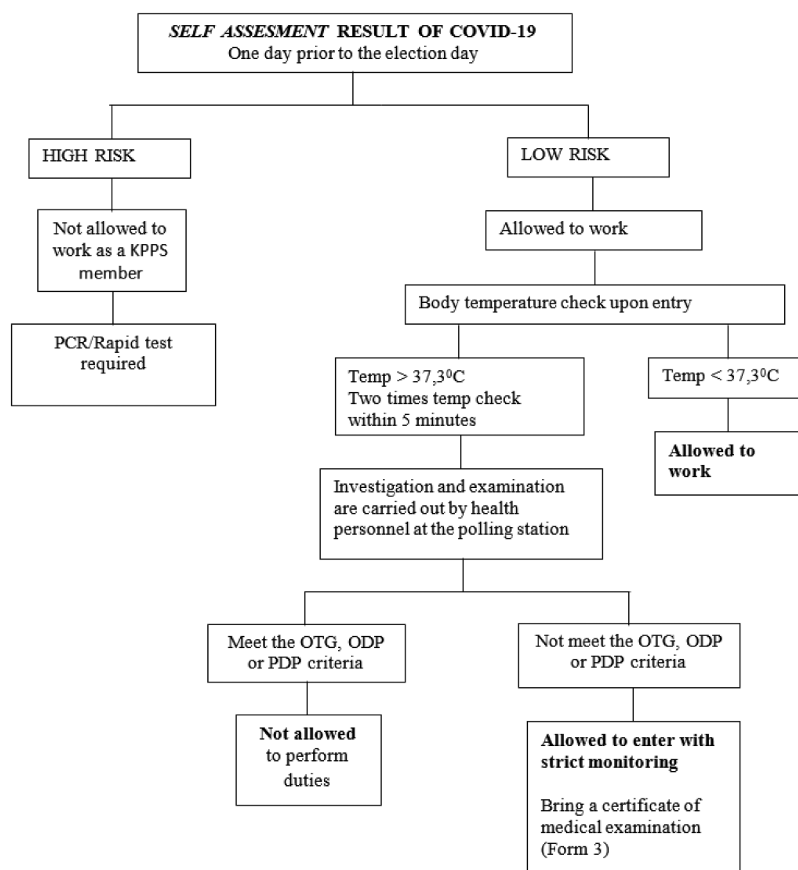 SELF ASSESMENT RESULT OF COVID-19
One day prior to the election day
HIGH RISK
LOW RISK
Not allowed to
work as a KPPS
member
Allowed to work
PCR/Rapid test
required
Body temperature check upon entry
Temp > 37,3⁰C
Two times temp check
within 5 minutes
Temp < 37,3⁰C
Allowed to
work
Investigation and examination
are carried out by health
personnel at the polling station
Meet the OTG, ODP
or PDP criteria
Not meet the OTG, ODP
or PDP criteria
Not allowed
to perform
duties
Allowed to enter with
strict monitoring
Bring a certificate of
medical examination
(Form 3)